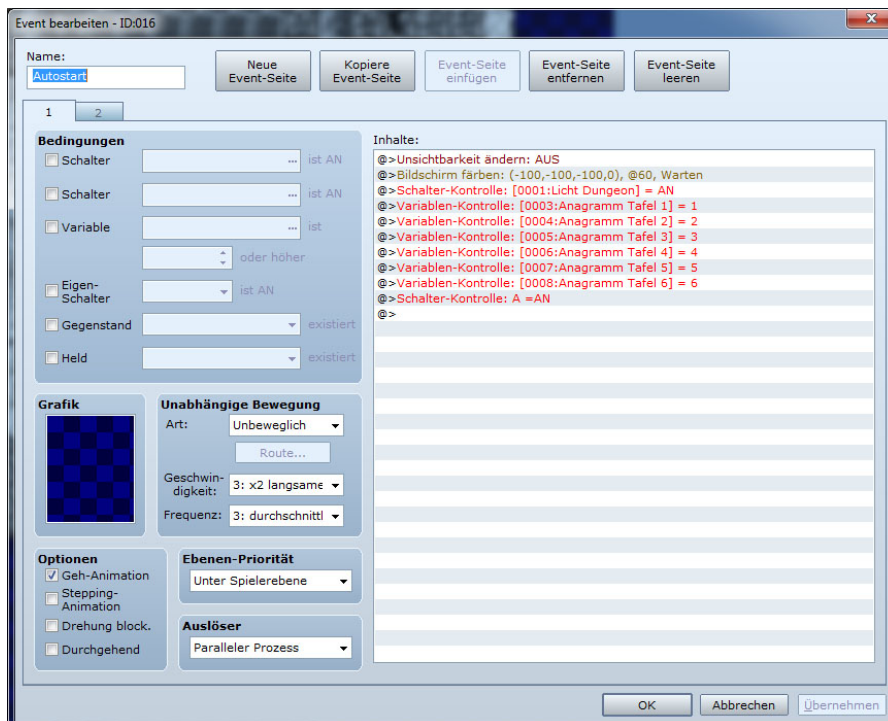 Event bearbeiten - ID:016
Name:
Autostart
Neue
Event-Seite
Kopiere
Event-Seite
Event-Seite
einfügen
Event-Seite
entfernen
Event-Seite
leeren
1
2
Bedingungen
Schalter ... ist AN
Schalter ... ist AN
Variable ... ist
oder höher
Eigen-
Schalter
ist AN
Gegenstand existiert
Held existiert
Grafik
Unabhängige Bewegung
Art: Unbeweglich
Route...
Geschwin-
digkeit:
3: x2 langsame
Frequenz: 3: durchschnittl
Optionen
Geh-Animation
Stepping-
Animation
Drehung block.
Durchgehend
Ebenen-Priorität
Unter Spielerebene
Auslöser
Paralleler Prozess
Inhalte:
@>Unsichtbarkeit ändern: AUS
@>Bildschirm färben: (-100,-100,-100,0), @60, Warten
@>Schalter-Kontrolle: [0001:Licht Dungeon] = AN
@>Variablen-Kontrolle: [0003:Anagramm Tafel 1] = 1
@>Variablen-Kontrolle: [0004:Anagramm Tafel 2] = 2
@>Variablen-Kontrolle: [0005:Anagramm Tafel 3] = 3
@>Variablen-Kontrolle: [0006:Anagramm Tafel 4] = 4
@>Variablen-Kontrolle: [0007:Anagramm Tafel 5] = 5
@>Variablen-Kontrolle: [0008:Anagramm Tafel 6] = 6
@>Schalter-Kontrolle: A =AN
@>
OK
Abbrechen
Übernehmen